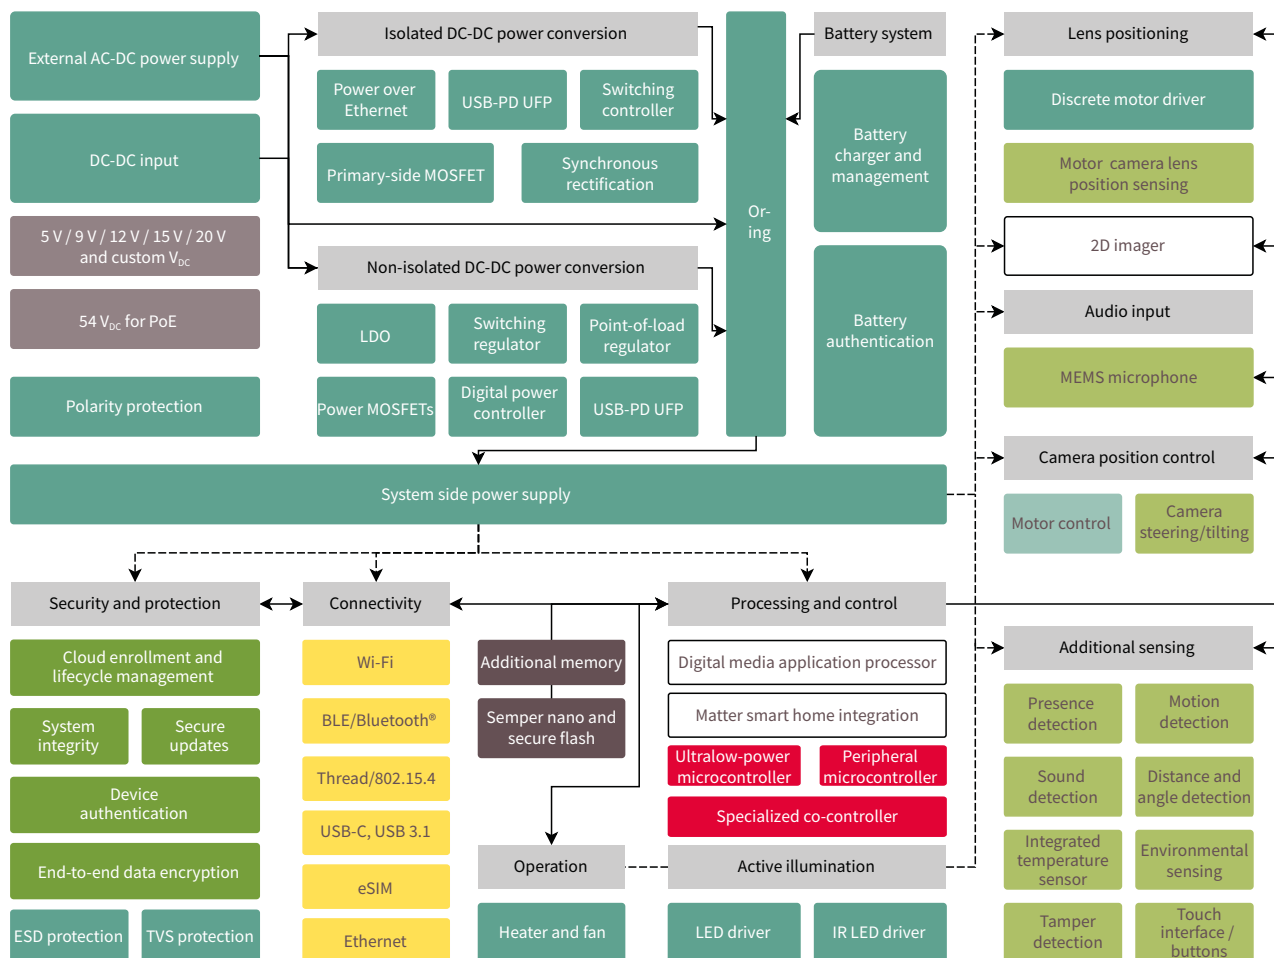 External AC-DC power supply
DC-DC input
5 V / 9 V / 12 V / 15 V / 20 V
and custom VDC
54 VDC for PoE
Polarity protection
Isolated DC-DC power conversion
Power over
Ethernet
USB-PD UFP
Switching
controller
Primary-side MOSFET
Synchronous
rectification
Non-isolated DC-DC power conversion
LDO
Switching
regulator
Point-of-load
regulator
Power MOSFETs
Digital power
controller
USB-PD UFP
Or-
ing
Battery system
Battery
charger and
management
Battery
authentication
System side power supply
Lens positioning
Discrete motor driver
Motor camera lens
position sensing
2D imager
Audio input
MEMS microphone
Camera position control
Motor control
Camera
steering/tilting
Security and protection
Cloud enrollment and
lifecycle management
System
integrity
Secure
updates
Device
authentication
End-to-end data encryption
ESD protection
TVS protection
Connectivity
Wi-Fi
BLE/Bluetooth®
Thread/802.15.4
USB-C, USB 3.1
eSIM
Ethernet
Additional memory
Semper nano and
secure flash
Operation
Heater and fan
Processing and control
Digital media application processor
Matter smart home integration
Ultralow-power
microcontroller
Peripheral
microcontroller
Specialized co-controller
Active illumination
LED driver
IR LED driver
Additional sensing
Presence
detection
Motion
detection
Sound
detection
Distance and
angle detection
Integrated
temperature
sensor
Environmental
sensing
Tamper
detection
Touch
interface /
buttons